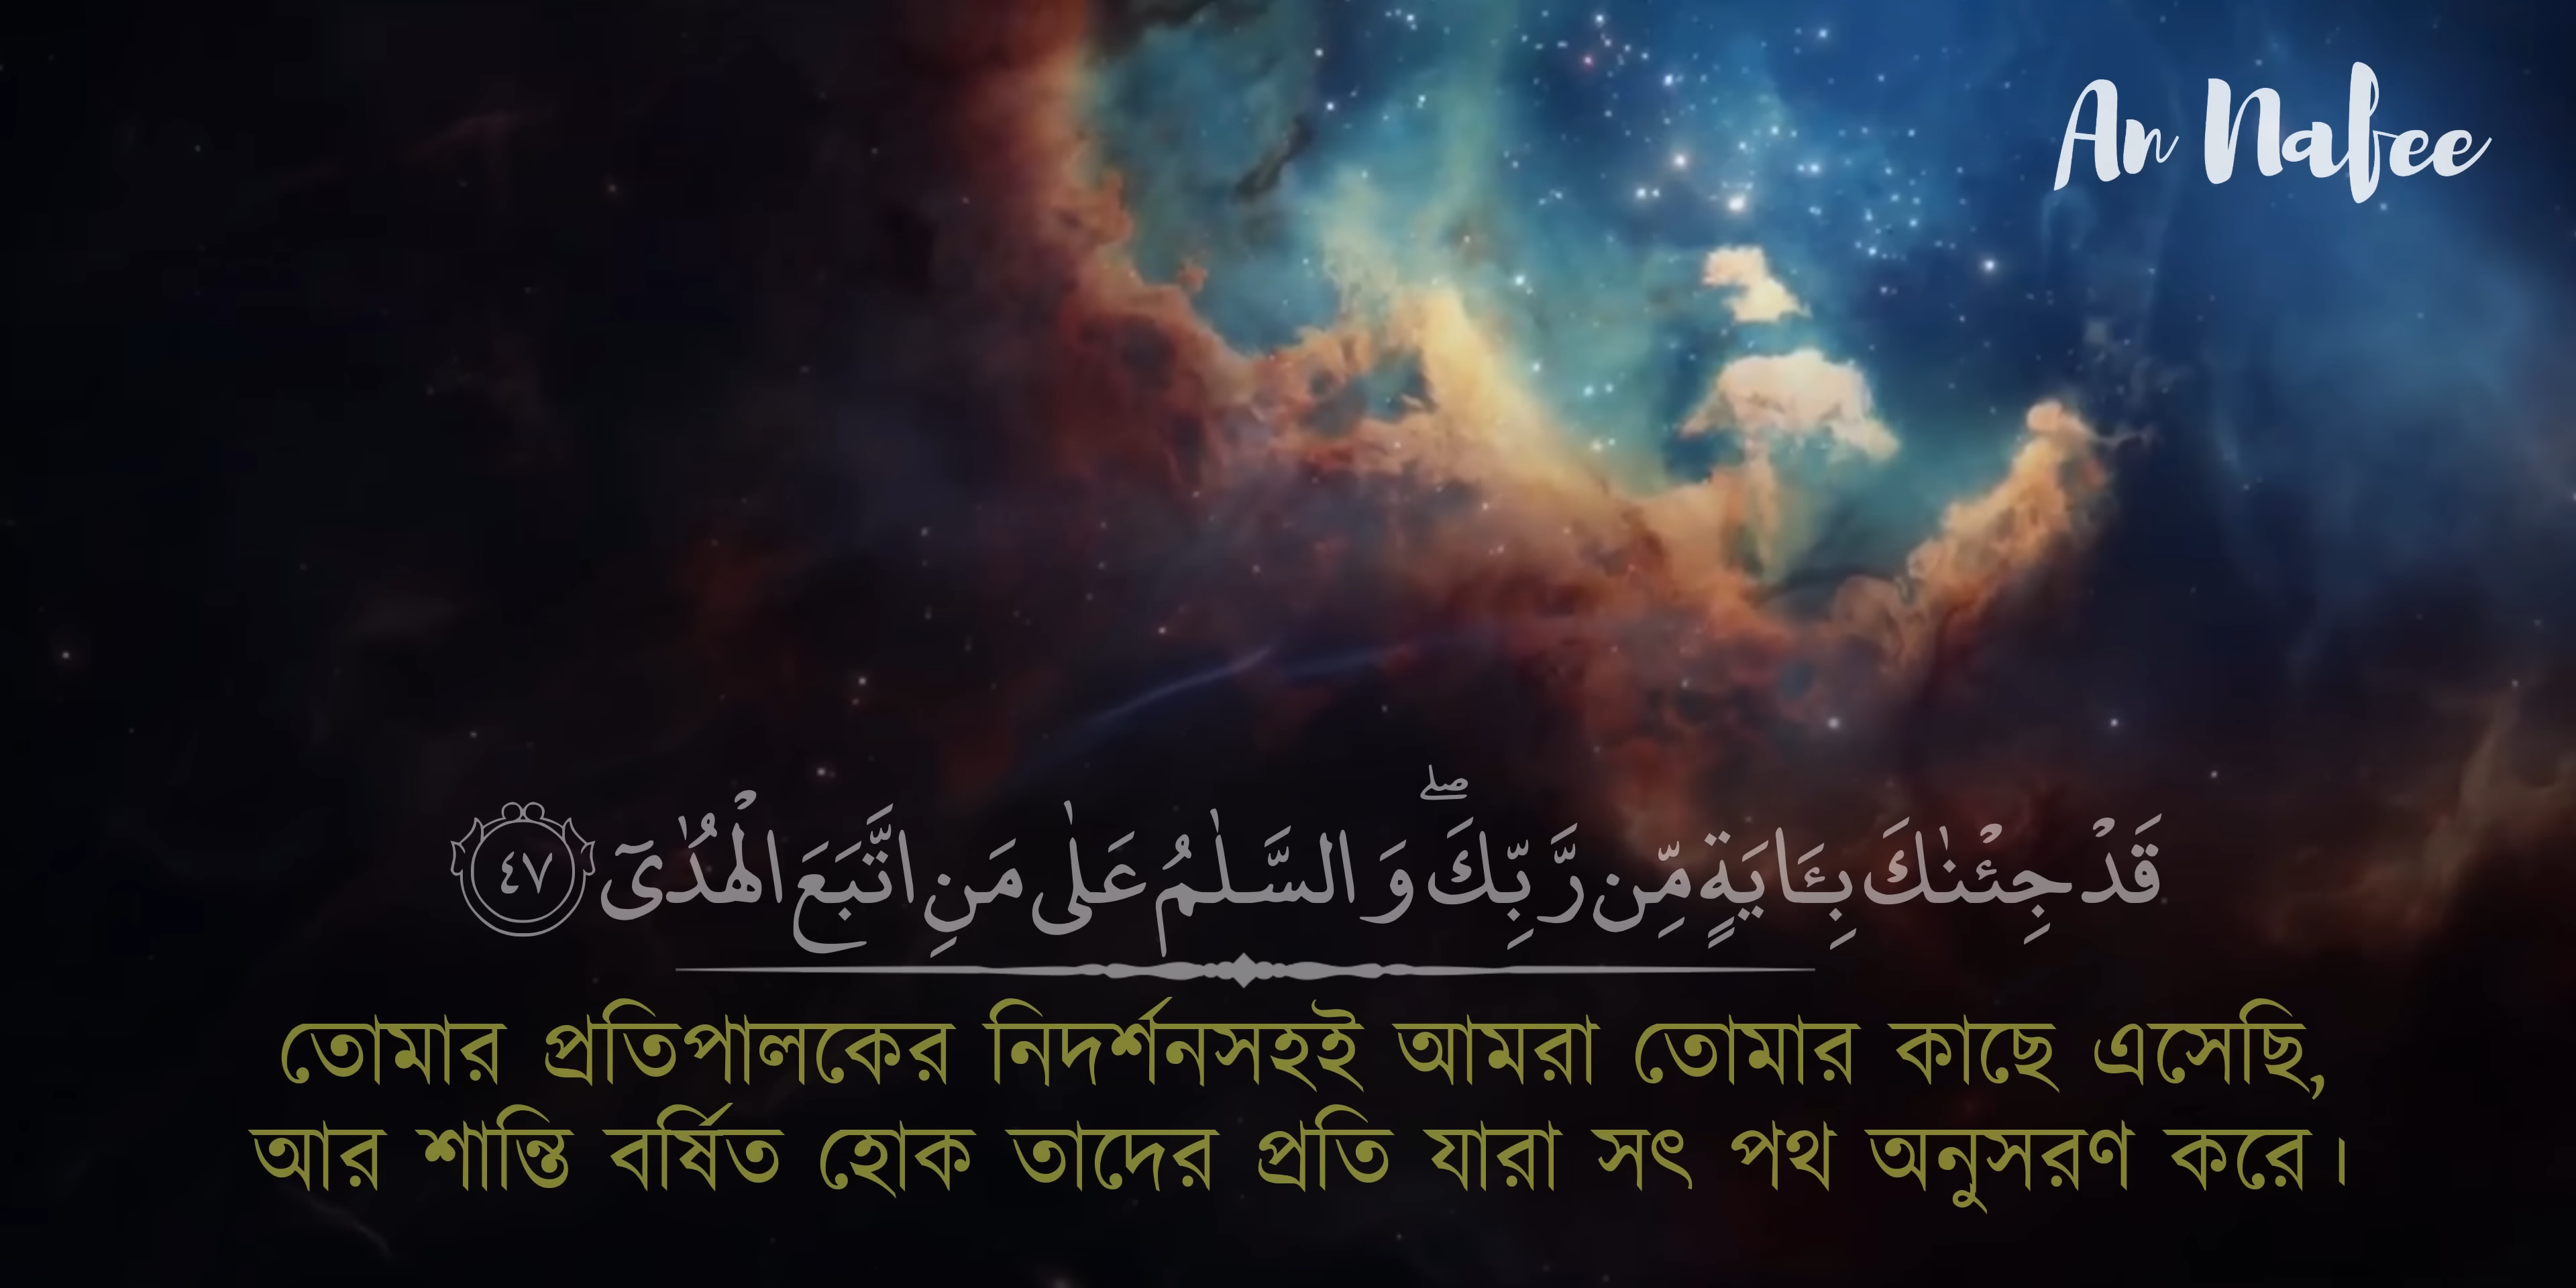 An Nafee
قَدْ جِئْنٰكَ بِـَٔايَةٍ مِّن رَّبِّكَ ۖ وَالسَّلٰمُ عَلٰى مَنِ اتَّبَعَ الْهُدٰىٓ ٤٧
তোমার প্রতিপালকের নিদর্শনসহই আমরা তোমার কাছে এসেছি,
আর শান্তি বর্ষিত হোক তাদের প্রতি যারা সৎ পথ অনুসরণ করে।